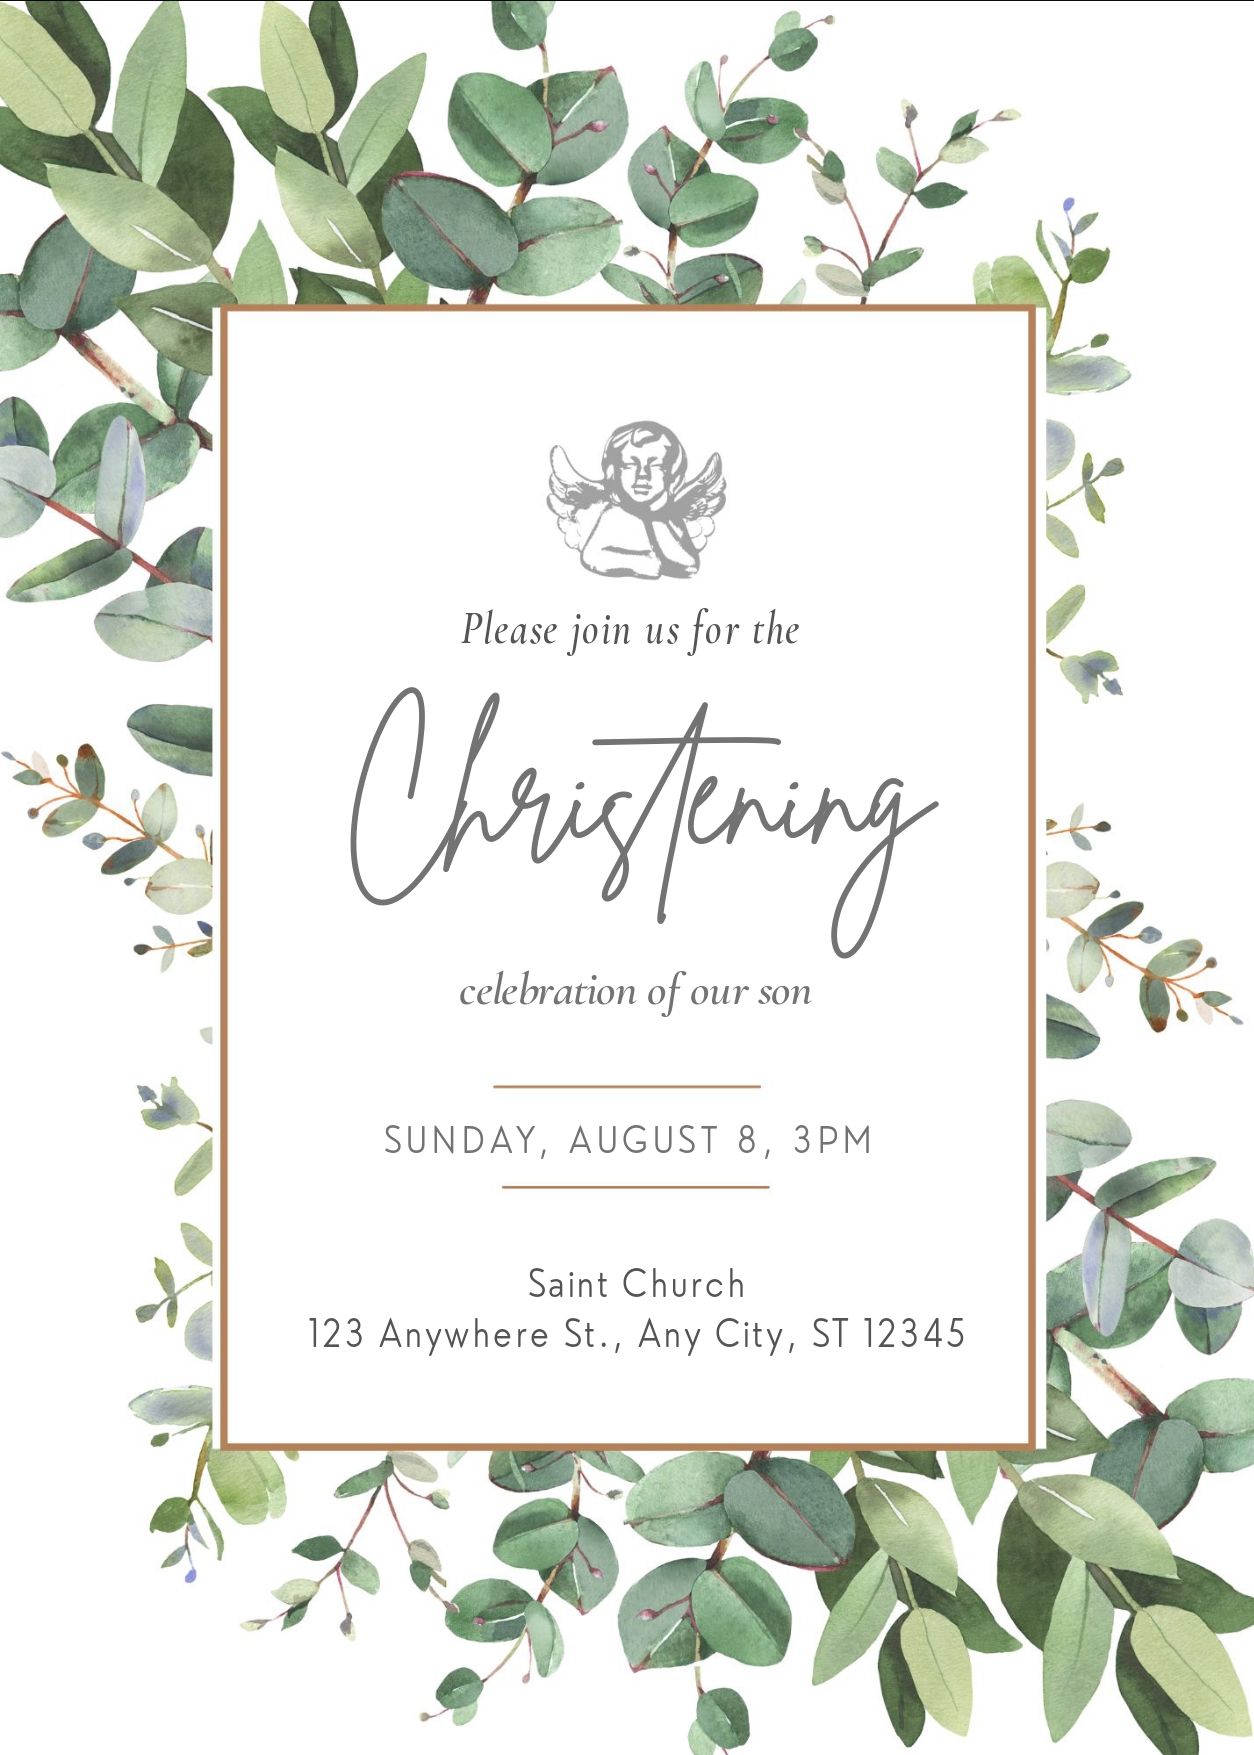 Please join us for the
Christening
celebration of our son
SUNDAY, AUGUST 8, 3PM
Saint Church
123 Anywhere St., Any City, ST 12345